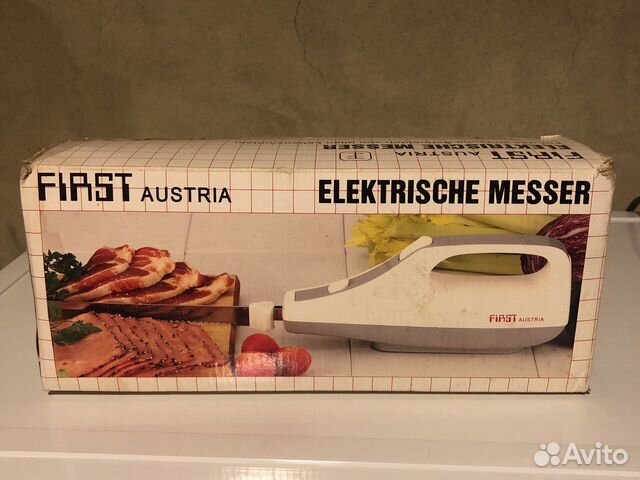 FIRST AUSTRIA
ELEKTRISCHE MESSER
FIRST AUSTRIA ELEKTRISCHE MESSER
FIRST AUSTRIA
Avito